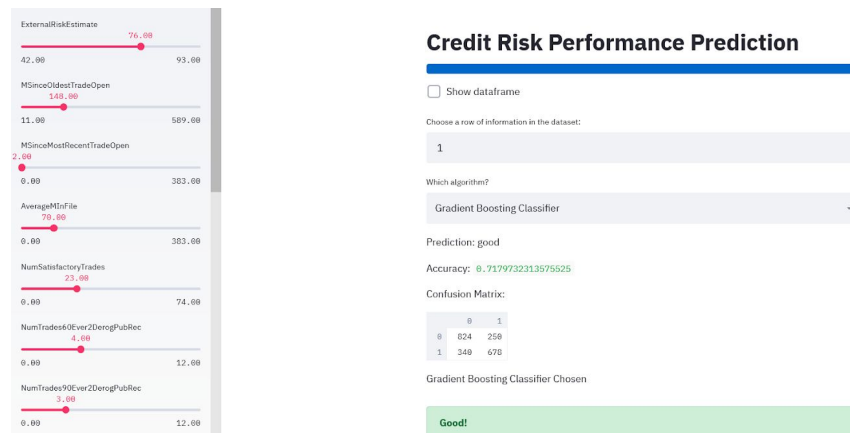 ExternalRiskEstimate
76.00
42.00 93.00
MSinceOldestTradeOpen
148.00
11.00 589.00
MSinceMostRecentTradeOpen
2.00
0.00 383.00
AverageMInFile
70.00
0.00 383.00
NumSatisfactoryTrades
23.00
0.00 74.00
NumTrades60Ever2DerogPubRec
4.00
0.00 12.00
NumTrades90Ever2DerogPubRec
3.00
0.00 12.00
Credit Risk Performance Prediction
Show dataframe
Choose a row of information in the dataset:
1
Which algorithm?
Gradient Boosting Classifier
Prediction: good
Accuracy: 0.7179732313575525
Confusion Matrix:
0 1
0 824 250
1 340 678
Gradient Boosting Classifier Chosen
Good!